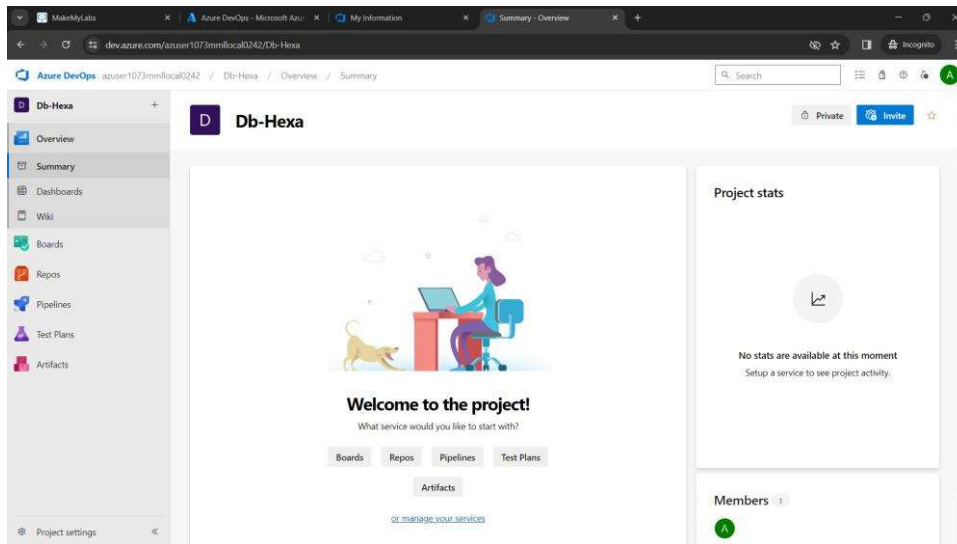 MakeMyLabs
Azure DevOps - Microsoft Azu
My Information
Summary - Overview
dev.azure.com/azuser1073mmllocal0242/Db-Hexa
Incognito
Azure DevOps azuser1073mmllocal0242 / Db-Hexa / Overview / Summary
Search
A
D Db-Hexa
Overview
Summary
Dashboards
Wiki
Boards
Repos
Pipelines
Test Plans
Artifacts
Project settings
D Db-Hexa
Private
Invite
Welcome to the project!
What service would you like to start with?
Boards Repos Pipelines Test Plans
Artifacts
or manage your services
Project stats
No stats are available at this moment
Setup a service to see project activity.
Members 1
A